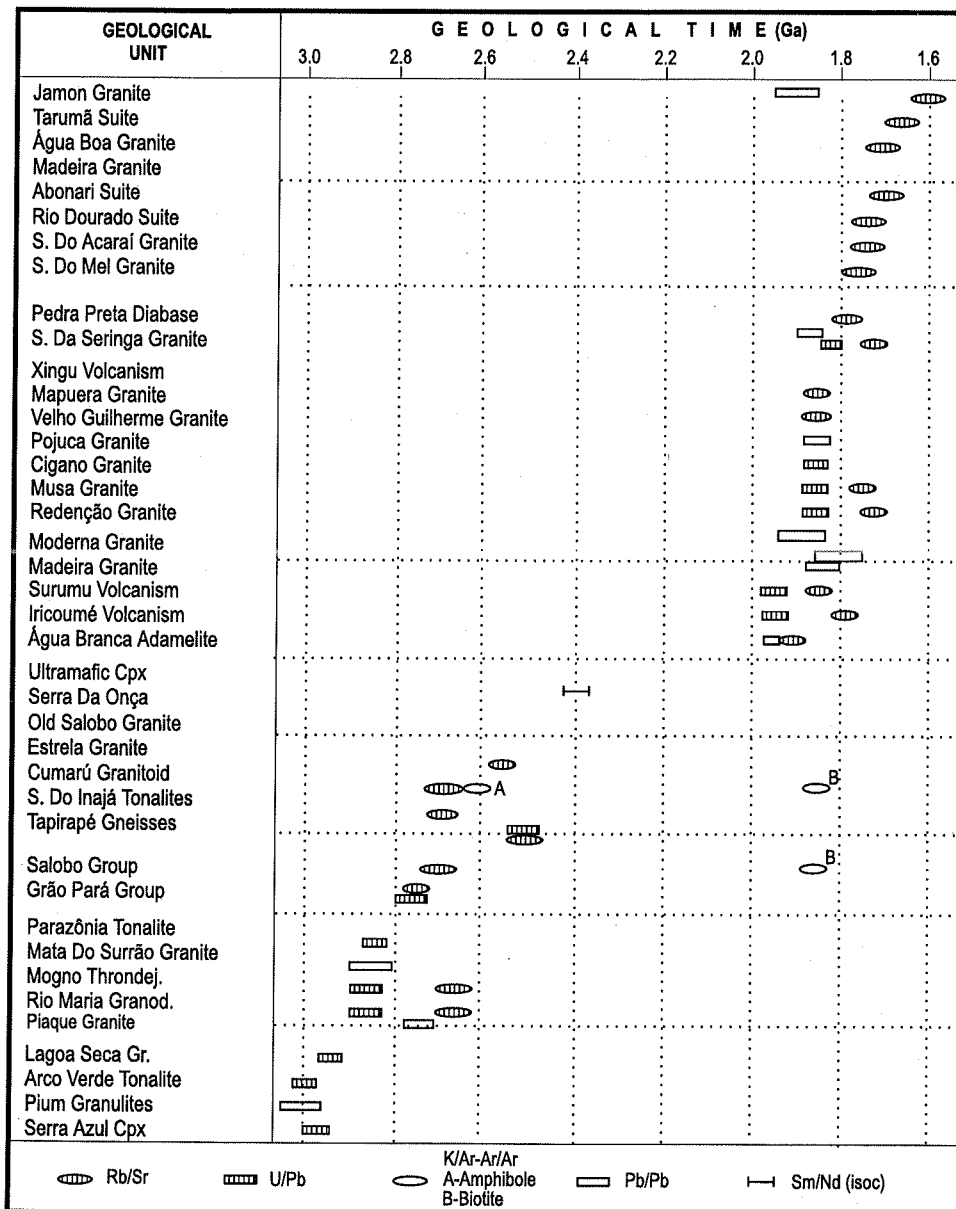 GEOLOGICAL UNIT
GEOLOGICAL TIME (Ga)
3.0 2.8 2.6 2.4 2.2 2.0 1.8 1.6
Jamon Granite
Tarumã Suite
Água Boa Granite
Madeira Granite
Abonari Suite
Rio Dourado Suite
S. Do Acaraí Granite
S. Do Mel Granite
Pedra Preta Diabase
S. Da Seringa Granite
Xingu Volcanism
Mapuera Granite
Velho Guilherme Granite
Pojuca Granite
Cigano Granite
Musa Granite
Redenção Granite
Moderna Granite
Madeira Granite
Surumu Volcanism
Iricoumé Volcanism
Água Branca Adamelite
Ultramafic Cpx
Serra Da Onça
Old Salobo Granite
Estrela Granite
Cumarú Granitoid
A B
S. Do Inajá Tonalites
Tapirapé Gneisses
Salobo Group
B
Grão Pará Group
Parazônia Tonalite
Mata Do Surrão Granite
Mogno Throndej.
Rio Maria Granod.
Piaque Granite
Lagoa Seca Gr.
Arco Verde Tonalite
Pium Granulites
Serra Azul Cpx
Rb/Sr
U/Pb
K/Ar-Ar/Ar
A-Amphibole
B-Biotite
Pb/Pb
Sm/Nd (isoc)